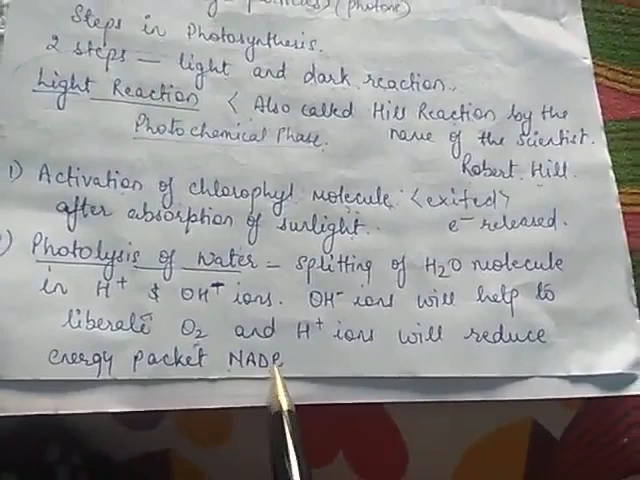 (photons)
Steps in Photosynthesis.
2 steps — light and dark reaction.
Light Reaction < Also called Hill Reaction by the
Photochemical Phase. name of the scientist.
Robert Hill.
1) Activation of chlorophyl molecule <exited>
after absorption of sunlight. e- released.
) Photolysis of water = splitting of H2O molecule
in H+ & OH- ions. OH- ions will help to
liberate O2 and H+ ions will reduce
energy packet NADP